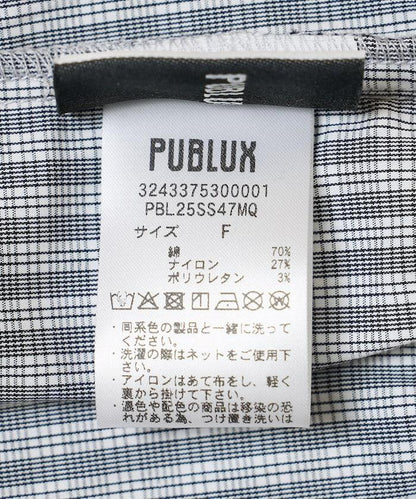 PUBLUX
3243375300001
PBL25SS47MQ
サイズ F
綿 70%
ナイロン 27%
ポリウレタン 3%
・同系色の製品と一緒に洗って
ください。
・洗濯の際はネットをご使用下
さい。
・アイロンはあて布をし、軽く
裏から掛けて下さい。
・濃色や配色の商品は移染の恐
れがある為、つけ置き洗いは